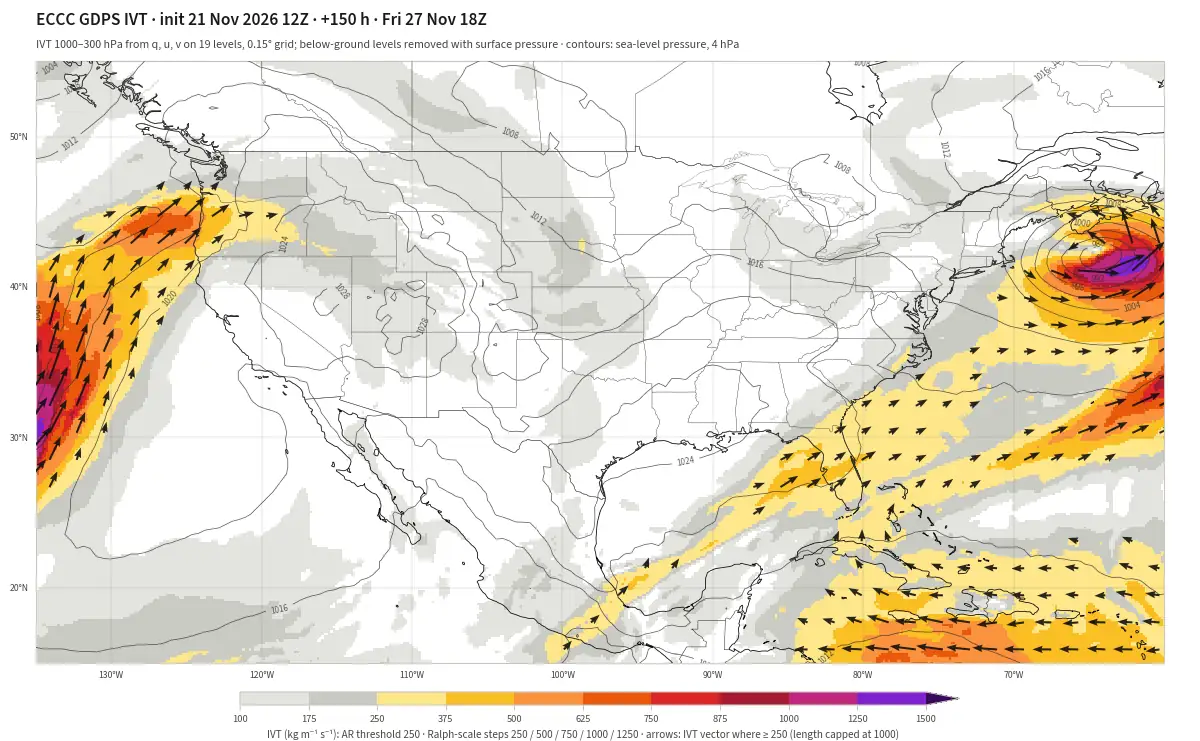 ECCC GDPS IVT · init 21 Nov 2026 12Z · +150 h · Fri 27 Nov 18Z
IVT 1000–300 hPa from q, u, v on 19 levels, 0.15° grid; below-ground levels removed with surface pressure · contours: sea-level pressure, 4 hPa
1004
1016
1012
1008
1008
1012
50°N
1012
1000
1024
1016
40°N
1028
1020
1028
1004
30°N
1024
20°N
1016
1012
130°W 120°W 110°W 100°W 90°W 80°W 70°W
100 175 250 375 500 625 750 875 1000 1250 1500
IVT (kg m⁻¹ s⁻¹): AR threshold 250 · Ralph-scale steps 250 / 500 / 750 / 1000 / 1250 · arrows: IVT vector where ≥ 250 (length capped at 1000)